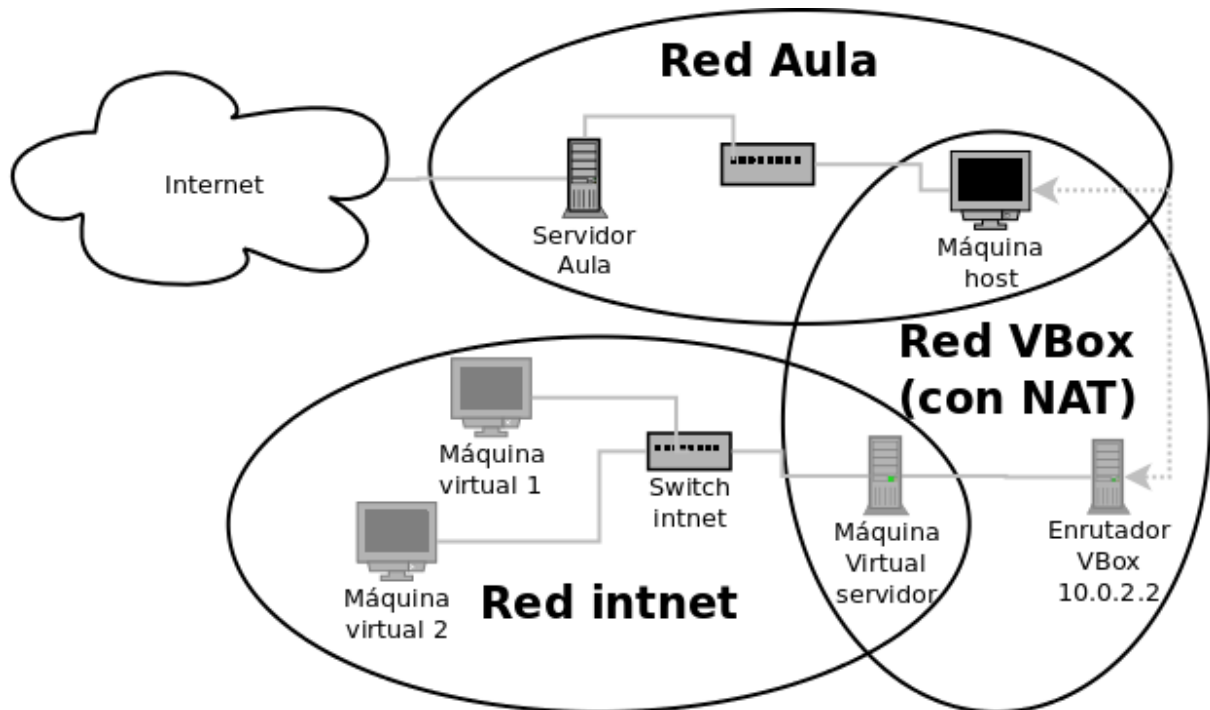 Red Aula
Internet
Servidor
Aula
Máquina
host
Red VBox
(con NAT)
Máquina
virtual 1
Switch
intnet
Máquina
Virtual
servidor
Enrutador
VBox
10.0.2.2
Máquina
virtual 2
Red intnet